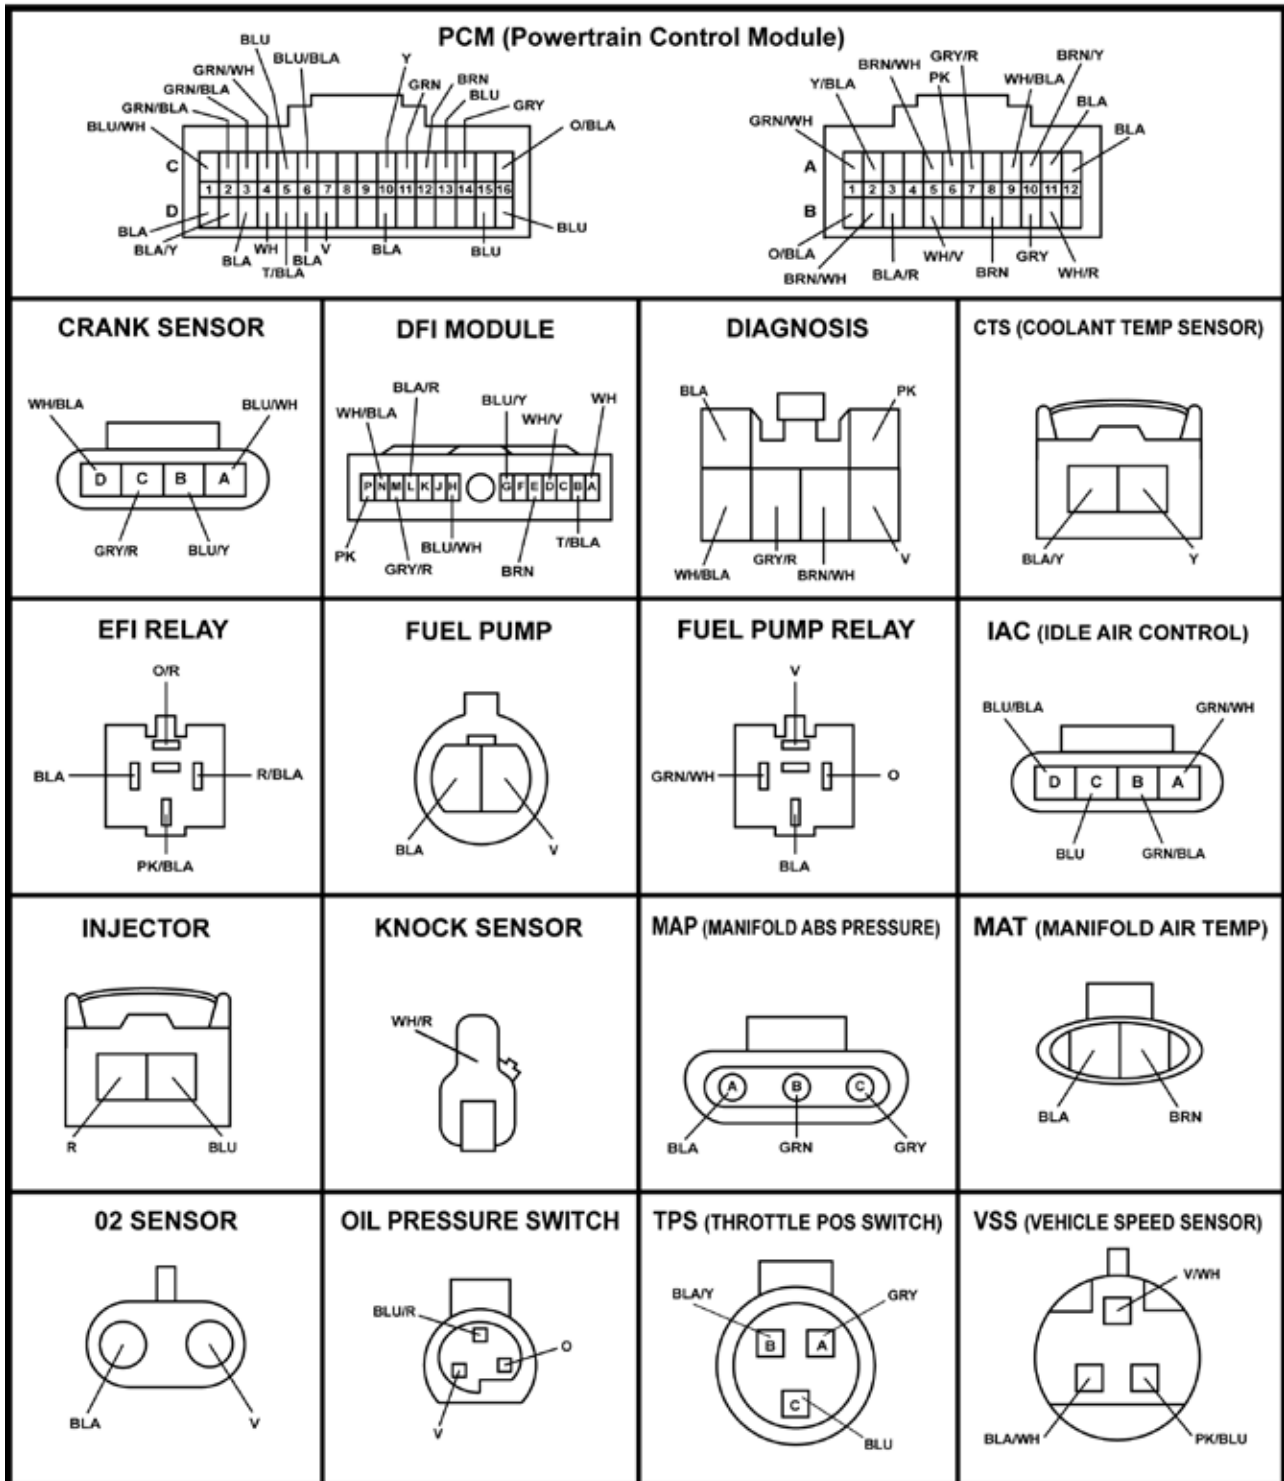 PCM (Powertrain Control Module)
BLU
BLU/BLA
GRN/WH
GRN/BLA
GRN/BLA
BLU/WH
Y
GRN
BRN
BLU
GRY
O/BLA
C
1 2 3 4 5 6 7 8 9 10 11 12 13 14 15 16
D
BLA
BLA/Y
BLA
WH
T/BLA
BLA
V
BLA
BLU
BLU
GRN/WH
Y/BLA
BRN/WH
PK
GRY/R
WH/BLA
BRN/Y
BLA
BLA
A
1 2 3 4 5 6 7 8 9 10 11 12
B
O/BLA
BRN/WH
BLA/R
WH/V
BRN
GRY
WH/R
CRANK SENSOR
WH/BLA
BLU/WH
D C B A
GRY/R
BLU/Y
DFI MODULE
BLA/R
WH/BLA
BLU/Y
WH/V
WH
P N M L K J H G F E D C B A
PK
GRY/R
BLU/WH
BRN
T/BLA
DIAGNOSIS
BLA
PK
WH/BLA
GRY/R
BRN/WH
V
CTS (COOLANT TEMP SENSOR)
BLA/Y
Y
EFI RELAY
O/R
BLA
R/BLA
PK/BLA
FUEL PUMP
BLA
V
FUEL PUMP RELAY
V
GRN/WH
O
BLA
IAC (IDLE AIR CONTROL)
BLU/BLA
GRN/WH
D C B A
BLU
GRN/BLA
INJECTOR
R
BLU
KNOCK SENSOR
WH/R
MAP (MANIFOLD ABS PRESSURE)
A B C
BLA
GRN
GRY
MAT (MANIFOLD AIR TEMP)
BLA
BRN
02 SENSOR
BLA
V
OIL PRESSURE SWITCH
BLU/R
O
V
TPS (THROTTLE POS SWITCH)
BLA/Y
GRY
B A
C
BLU
VSS (VEHICLE SPEED SENSOR)
V/WH
BLA/WH
PK/BLU